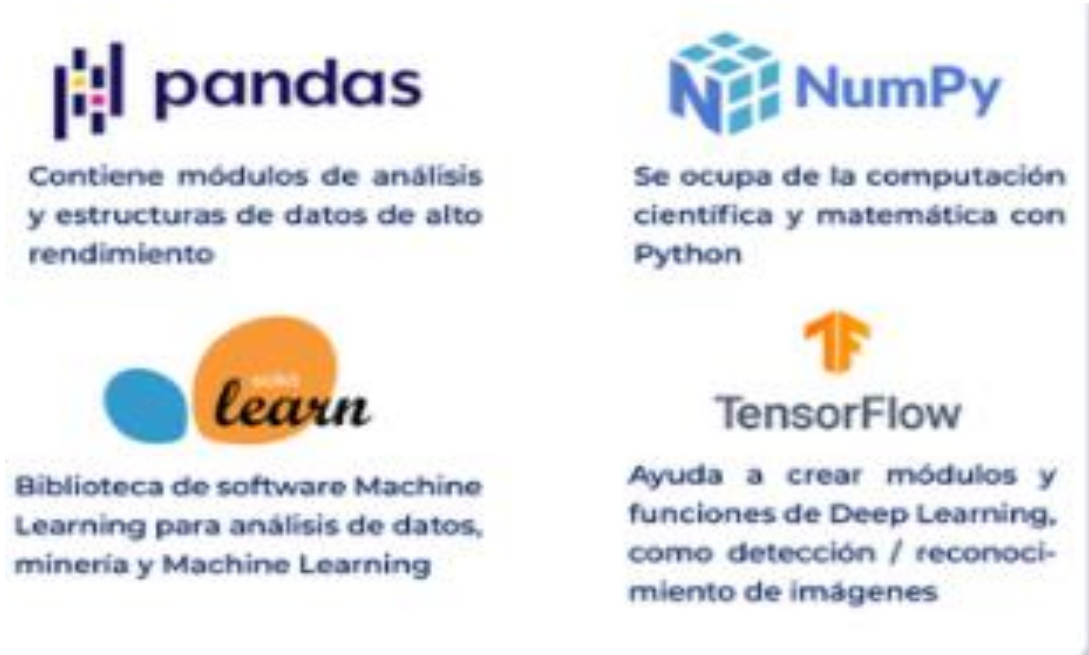 pandas
Contiene módulos de análisis
y estructuras de datos de alto
rendimiento
NumPy
Se ocupa de la computación
científica y matemática con
Python
learn
Biblioteca de software Machine
Learning para análisis de datos,
minería y Machine Learning
TensorFlow
Ayuda a crear módulos y
funciones de Deep Learning,
como detección / reconoci-
miento de imágenes